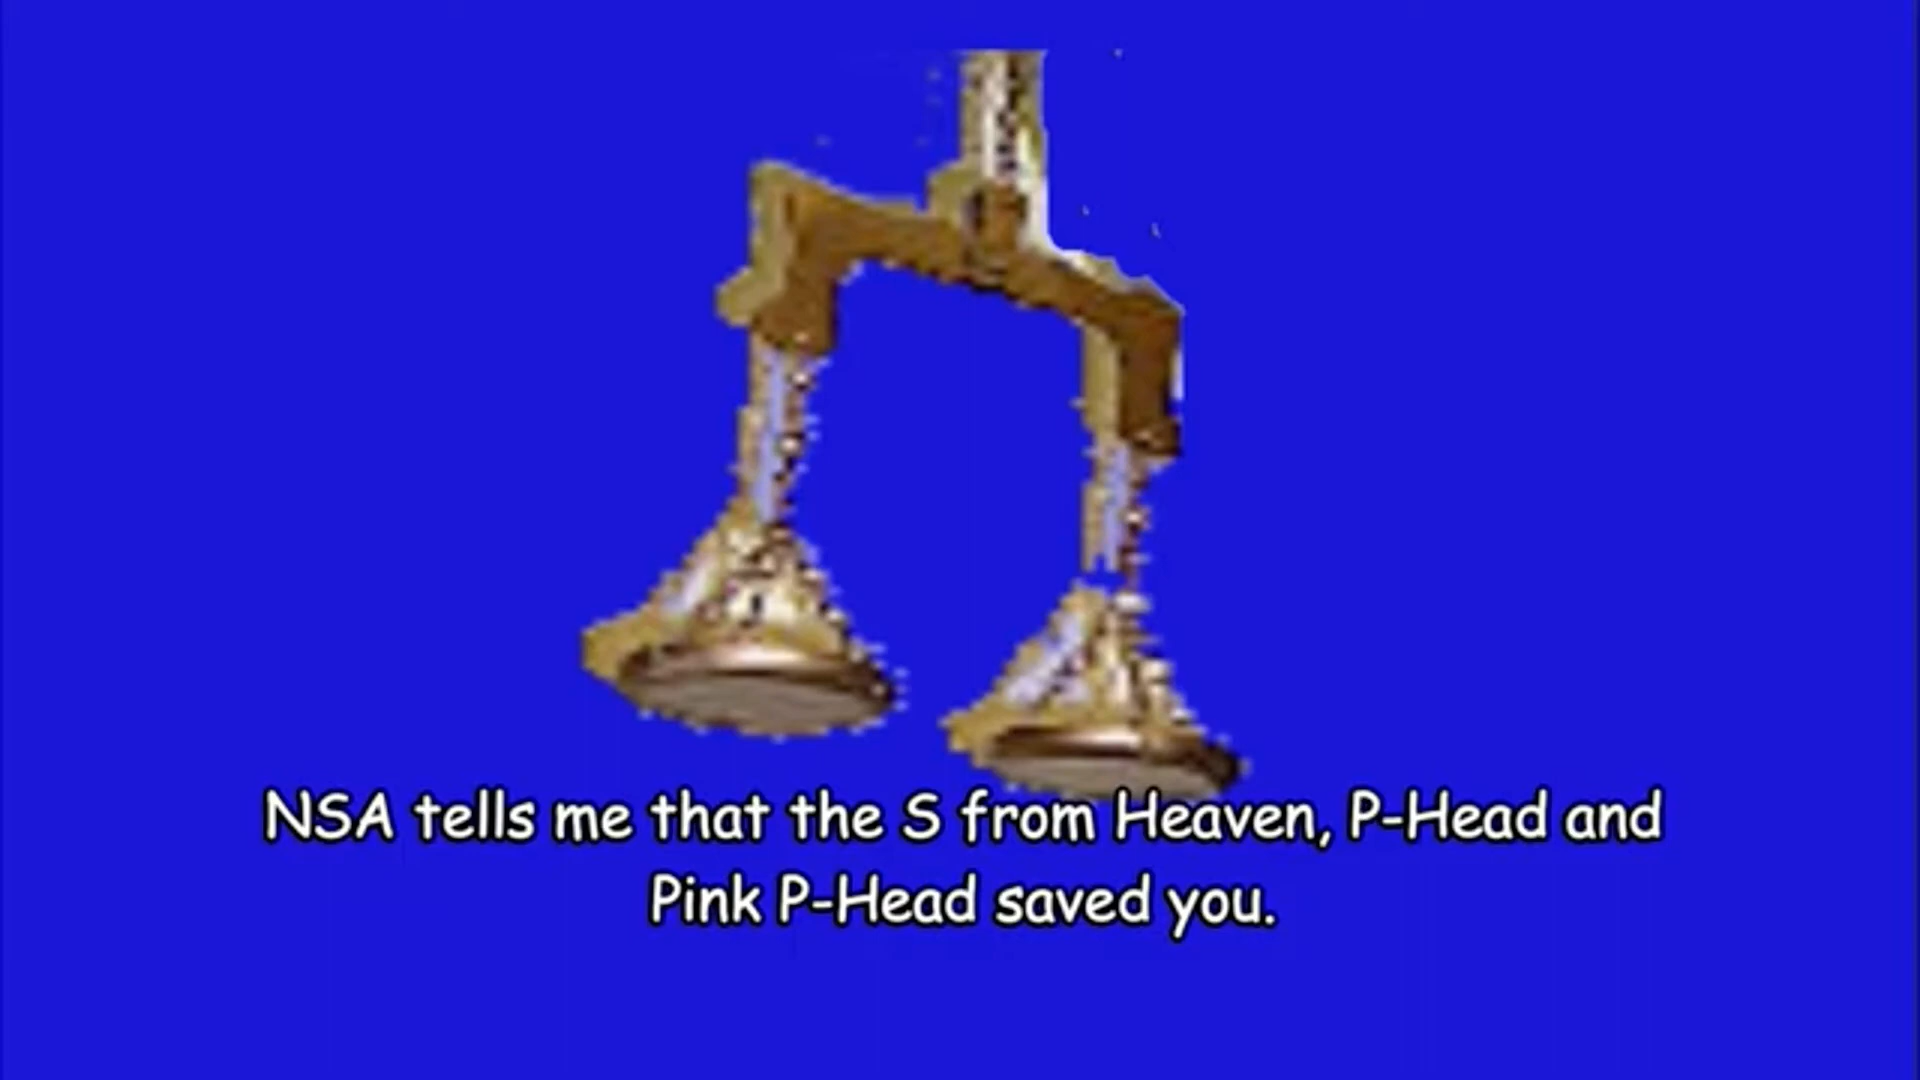 NSA tells me that the S from Heaven, P-Head and
Pink P-Head saved you.